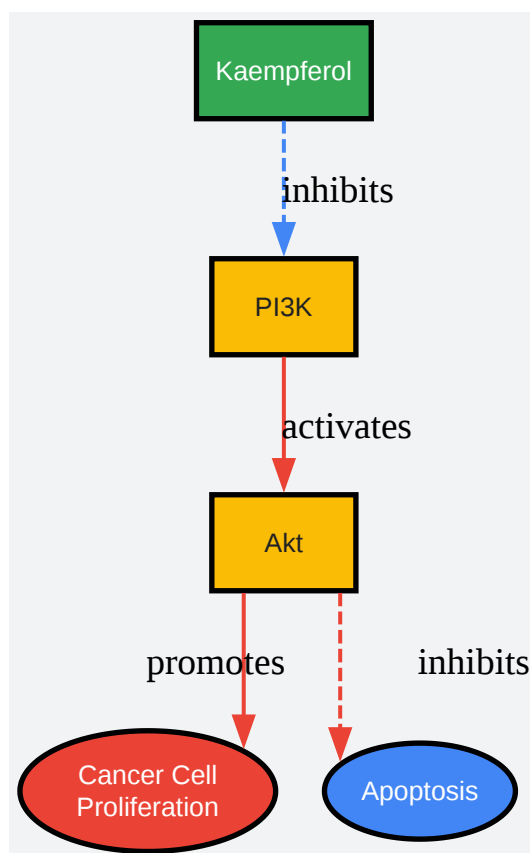 Kaempferol
inhibits
PI3K
activates
Akt
promotes
inhibits
Cancer Cell
Proliferation
Apoptosis